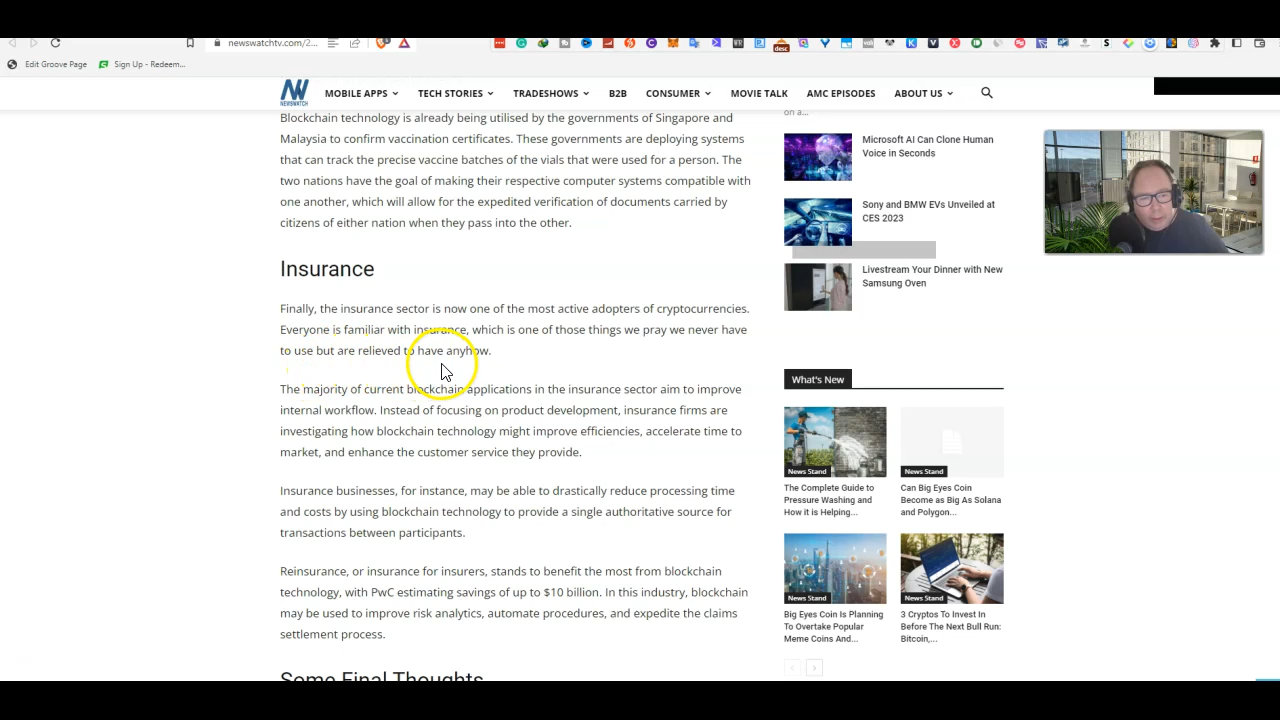 newswatchtv.com/2...
desc
Edit Groove Page
Sign Up - Redeem...
NW
NEWSWATCH
MOBILE APPS
TECH STORIES
TRADESHOWS
B2B
CONSUMER
MOVIE TALK
AMC EPISODES
ABOUT US
Blockchain technology is already being utilised by the governments of Singapore and
Malaysia to confirm vaccination certificates. These governments are deploying systems
that can track the precise vaccine batches of the vials that were used for a person. The
two nations have the goal of making their respective computer systems compatible with
one another, which will allow for the expedited verification of documents carried by
citizens of either nation when they pass into the other.
Insurance
Finally, the insurance sector is now one of the most active adopters of cryptocurrencies.
Everyone is familiar with insurance, which is one of those things we pray we never have
to use but are relieved to have anyhow.
The majority of current blockchain applications in the insurance sector aim to improve
internal workflow. Instead of focusing on product development, insurance firms are
investigating how blockchain technology might improve efficiencies, accelerate time to
market, and enhance the customer service they provide.
Insurance businesses, for instance, may be able to drastically reduce processing time
and costs by using blockchain technology to provide a single authoritative source for
transactions between participants.
Reinsurance, or insurance for insurers, stands to benefit the most from blockchain
technology, with PwC estimating savings of up to $10 billion. In this industry, blockchain
may be used to improve risk analytics, automate procedures, and expedite the claims
settlement process.
Some Final Thoughts
on a...
Microsoft AI Can Clone Human
Voice in Seconds
Sony and BMW EVs Unveiled at
CES 2023
Livestream Your Dinner with New
Samsung Oven
What's New
News Stand
The Complete Guide to
Pressure Washing and
How it is Helping...
News Stand
Can Big Eyes Coin
Become as Big As Solana
and Polygon...
News Stand
Big Eyes Coin Is Planning
To Overtake Popular
Meme Coins And...
News Stand
3 Cryptos To Invest In
Before The Next Bull Run:
Bitcoin,...